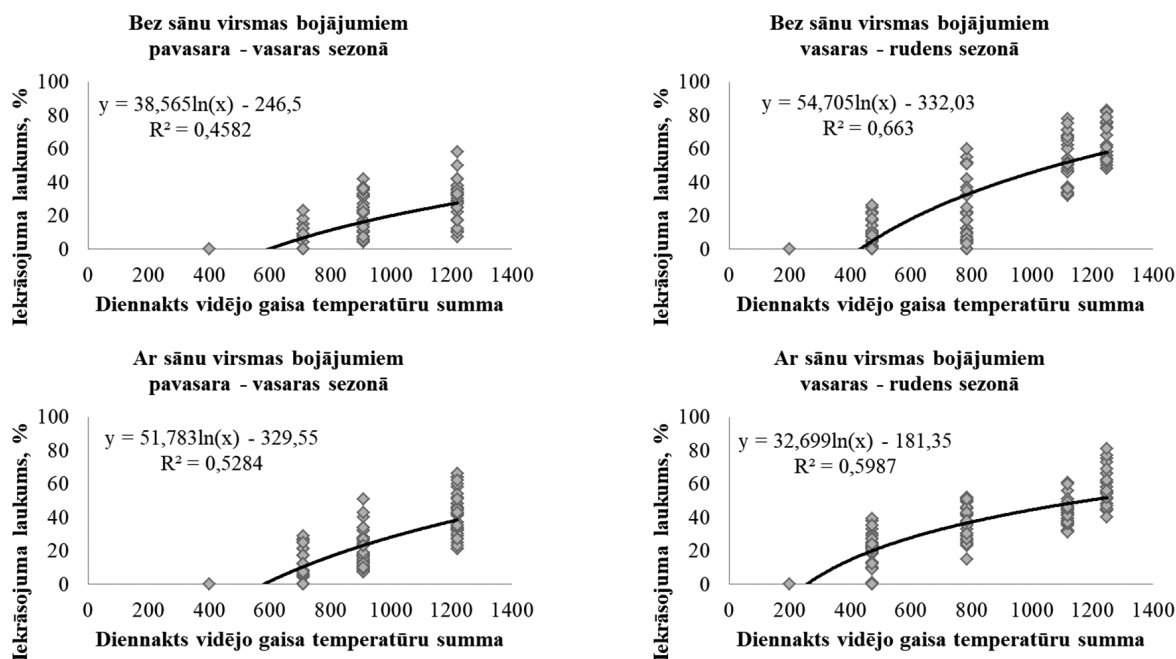 Bez sānu virsmas bojājumiem
pavasara - vasaras sezonā
Iekrāsojuma laukums, %
100
80
60
40
20
0
y = 38,565ln(x) - 246,5
R² = 0,4582
0 200 400 600 800 1000 1200 1400
Diennakts vidējo gaisa temperatūru summa
Bez sānu virsmas bojājumiem
vasaras - rudens sezonā
Iekrāsojuma laukums, %
100
80
60
40
20
0
y = 54,705ln(x) - 332,03
R² = 0,663
0 200 400 600 800 1000 1200 1400
Diennakts vidējo gaisa temperatūru summa
Ar sānu virsmas bojājumiem
pavasara - vasaras sezonā
Iekrāsojuma laukums, %
100
80
60
40
20
0
y = 51,783ln(x) - 329,55
R² = 0,5284
0 200 400 600 800 1000 1200 1400
Diennakts vidējo gaisa temperatūru summa
Ar sānu virsmas bojājumiem
vasaras - rudens sezonā
Iekrāsojuma laukums, %
100
80
60
40
20
0
y = 32,699ln(x) - 181,35
R² = 0,5987
0 200 400 600 800 1000 1200 1400
Diennakts vidējo gaisa temperatūru summa